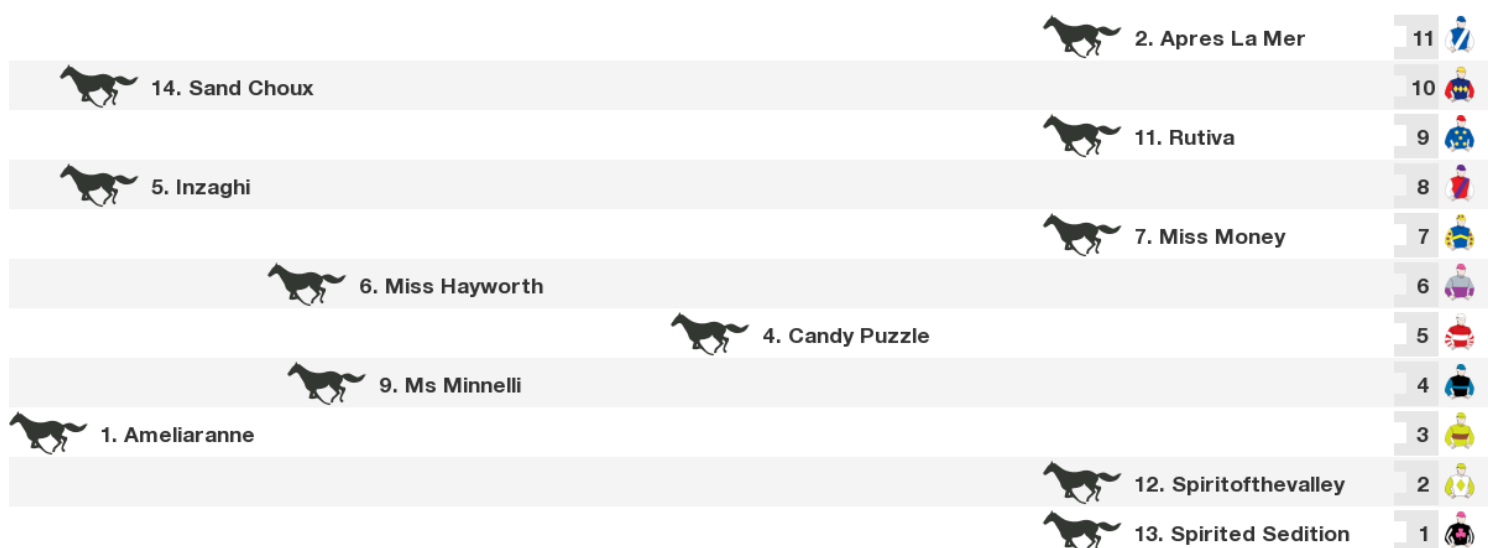 2. Apres La Mer 11
14. Sand Choux 10
11. Rutiva 9
5. Inzaghi 8
7. Miss Money 7
6. Miss Hayworth 6
4. Candy Puzzle 5
9. Ms Minnelli 4
1. Ameliaranne 3
12. Spiritofthevalley 2
13. Spirited Sedition 1